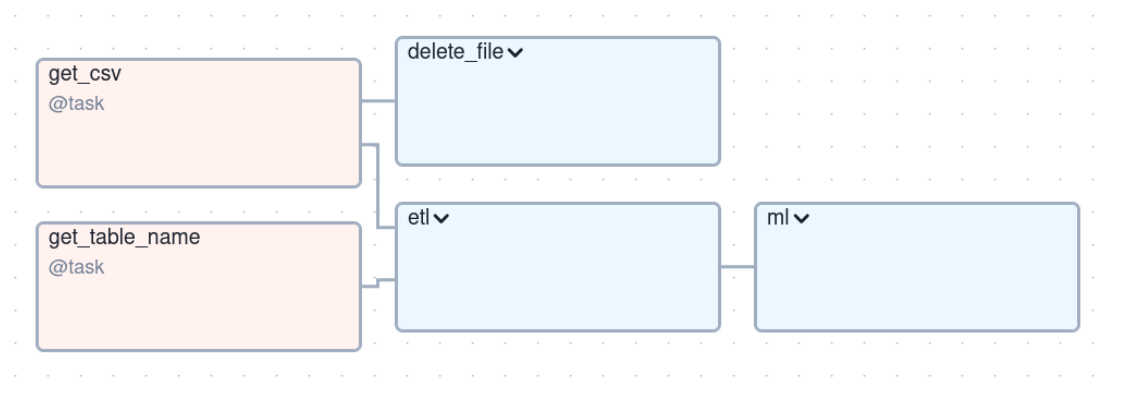 delete_file
get_csv
@task
etl
ml
get_table_name
@task